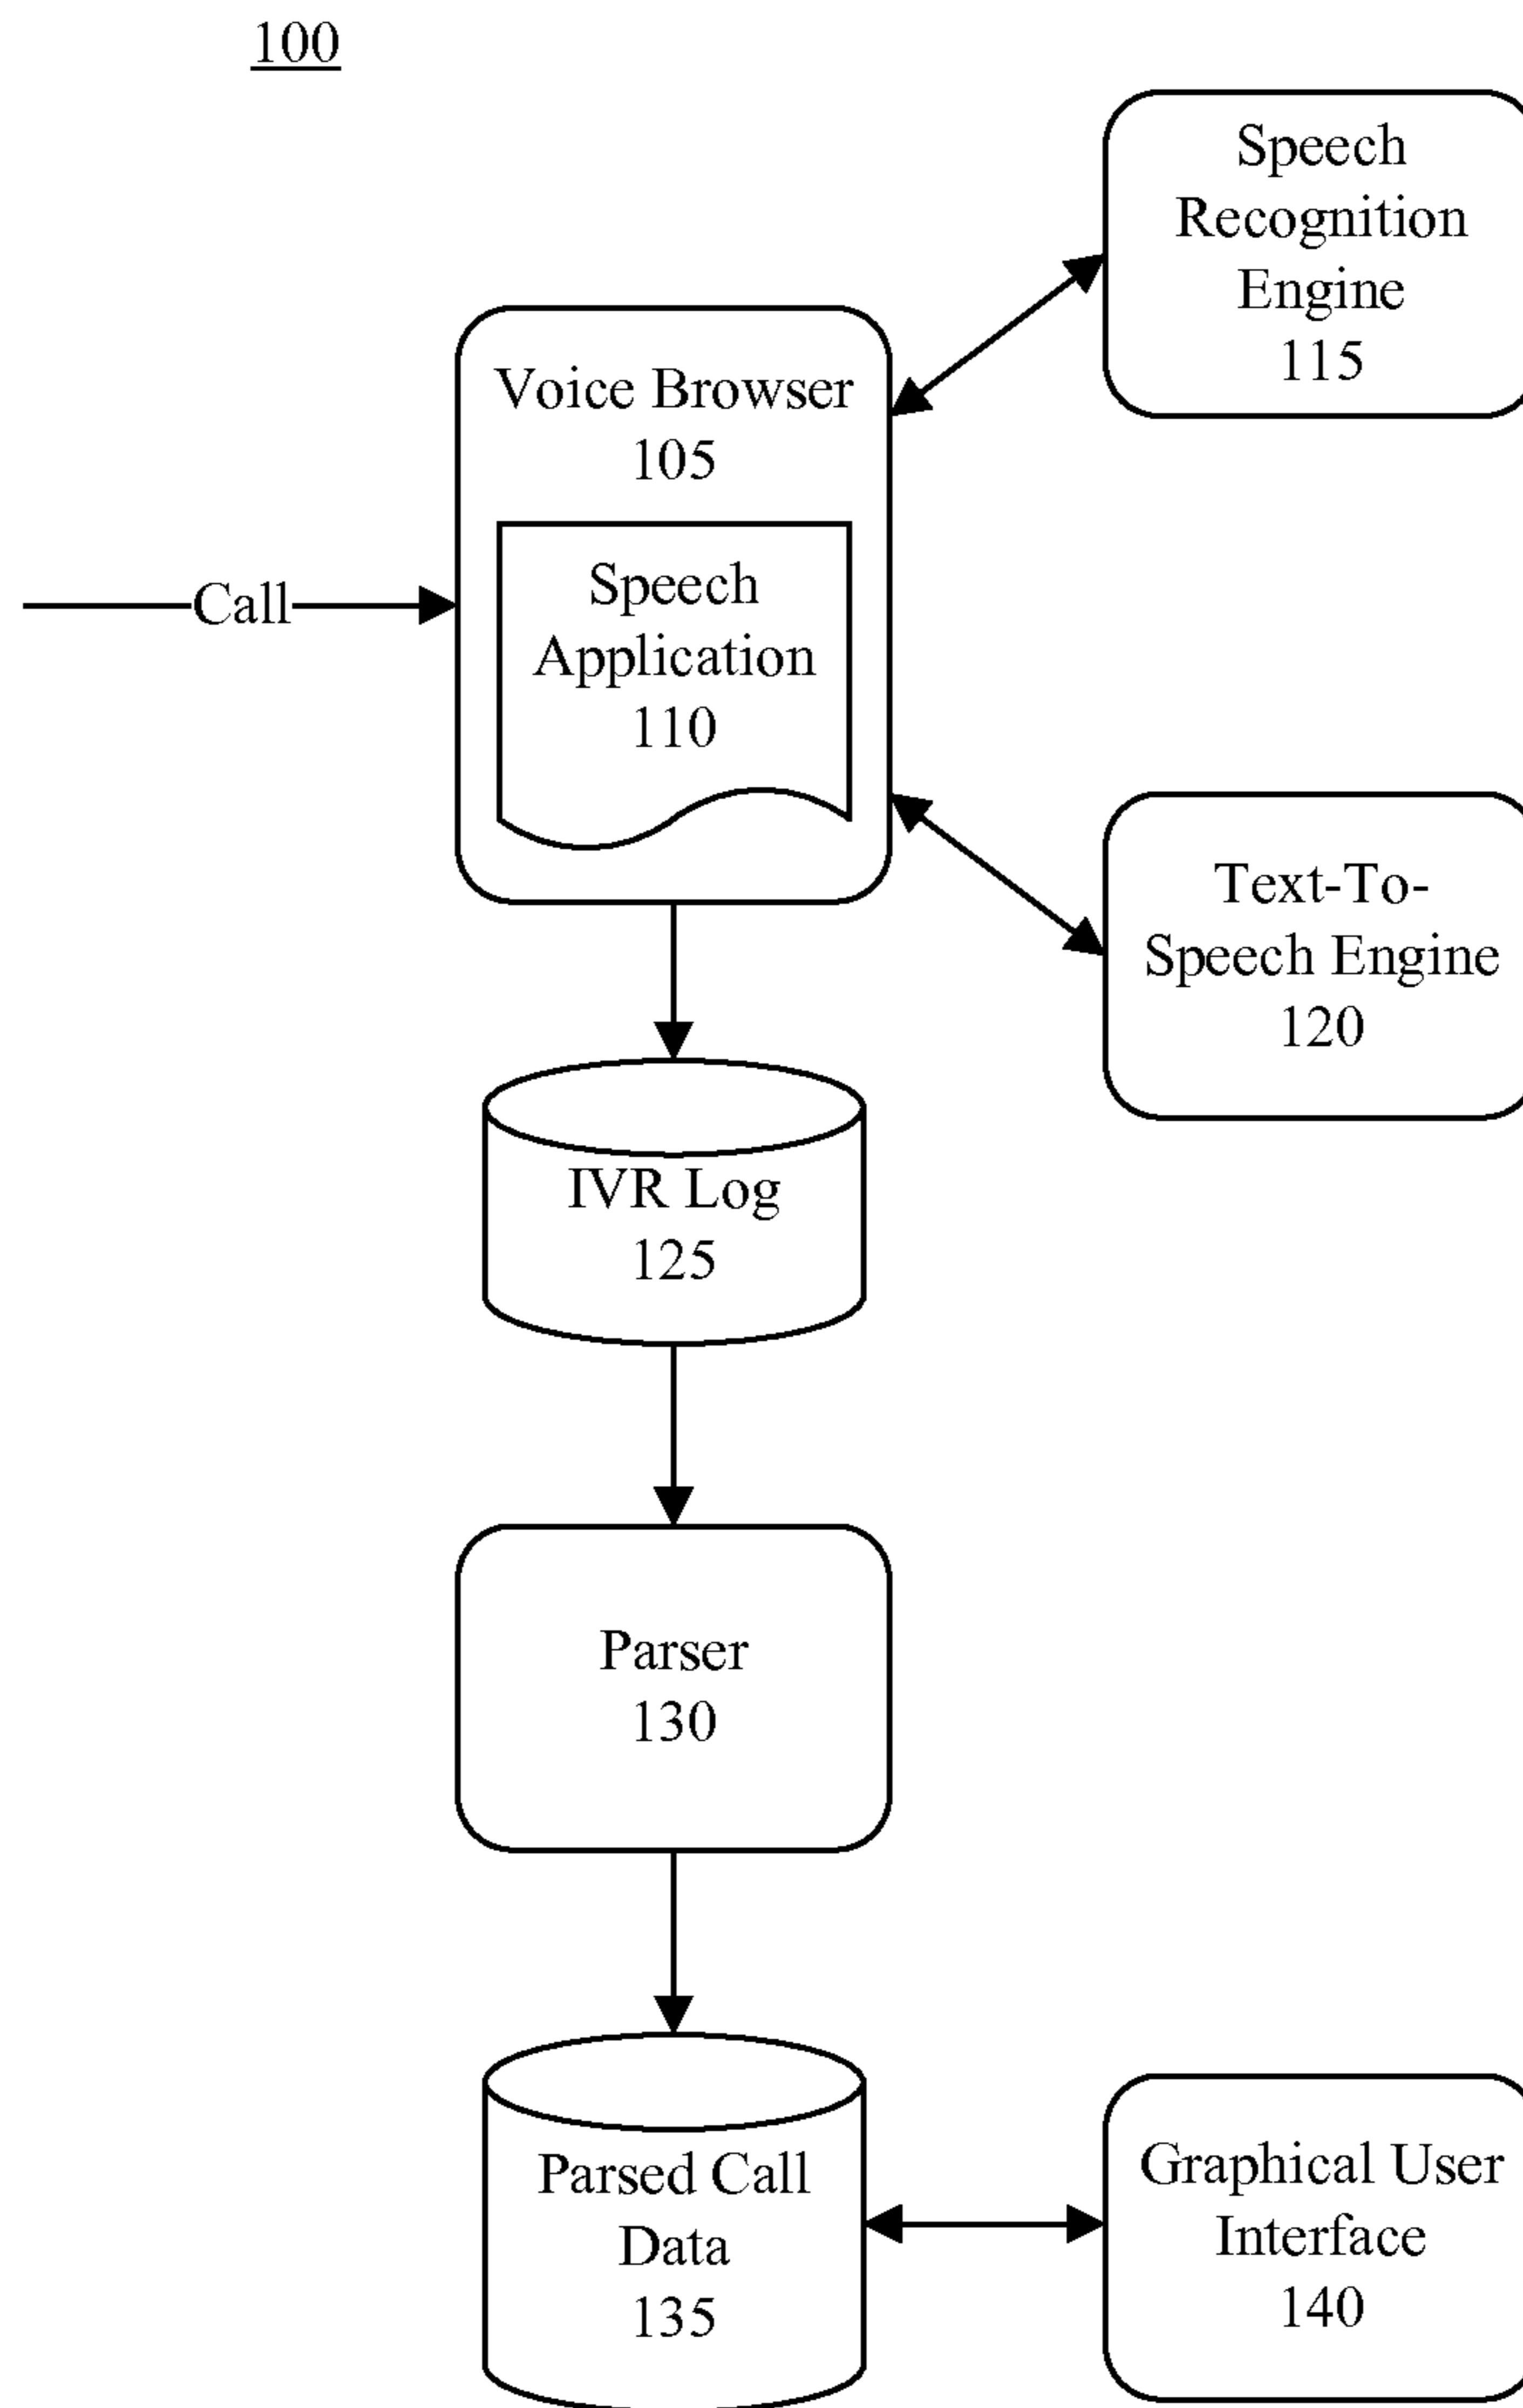 100
Speech
Recognition
Engine
115
Voice Browser
105
Speech
Application
110
Call
Text-To-
Speech Engine
120
IVR Log
125
Parser
130
Parsed Call
Data
135
Graphical User
Interface
140